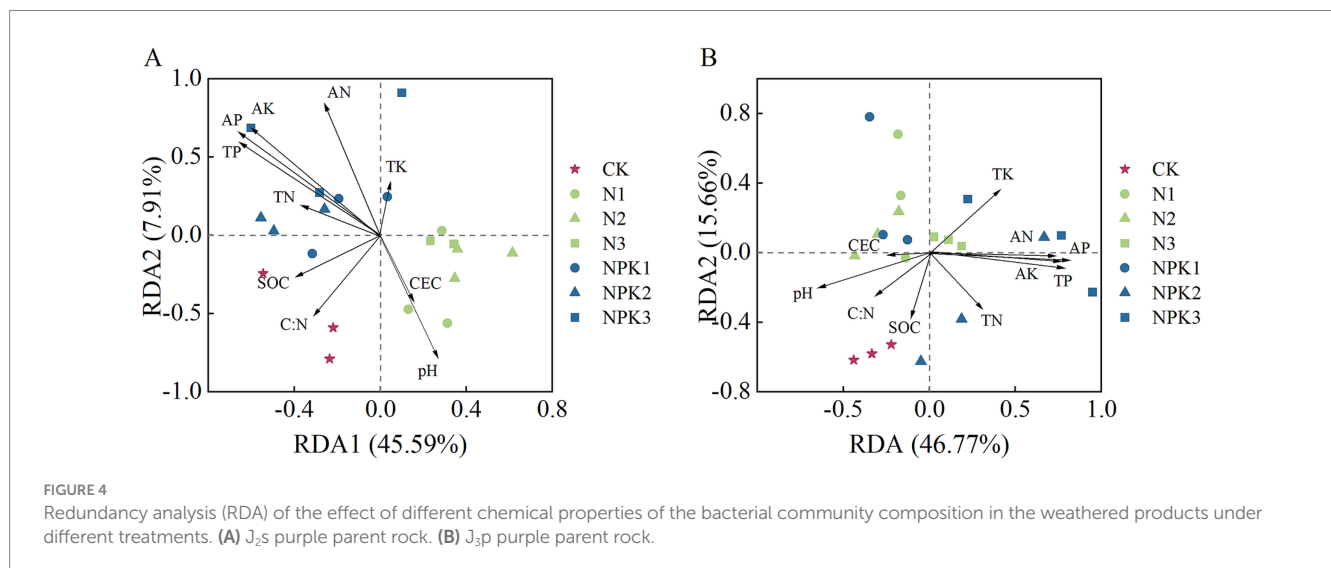 A
1.0
0.5
0.0
-0.5
-1.0
-0.4
0.0
0.4
0.8
RDA2 (7.91%)
RDA1 (45.59%)
AN
AK
AP
TP
TN
TK
SOC
C:N
CEC
pH
CK
N1
N2
N3
NPK1
NPK2
NPK3
B
0.8
0.4
0.0
-0.4
-0.8
-0.5
0.0
0.5
1.0
RDA2 (15.66%)
RDA (46.77%)
TK
AN
AP
AK
TP
TN
CEC
pH
C:N
SOC
CK
N1
N2
N3
NPK1
NPK2
NPK3
FIGURE 4
Redundancy analysis (RDA) of the effect of different chemical properties of the bacterial community composition in the weathered products under
different treatments. (A) J₂s purple parent rock. (B) J₃p purple parent rock.